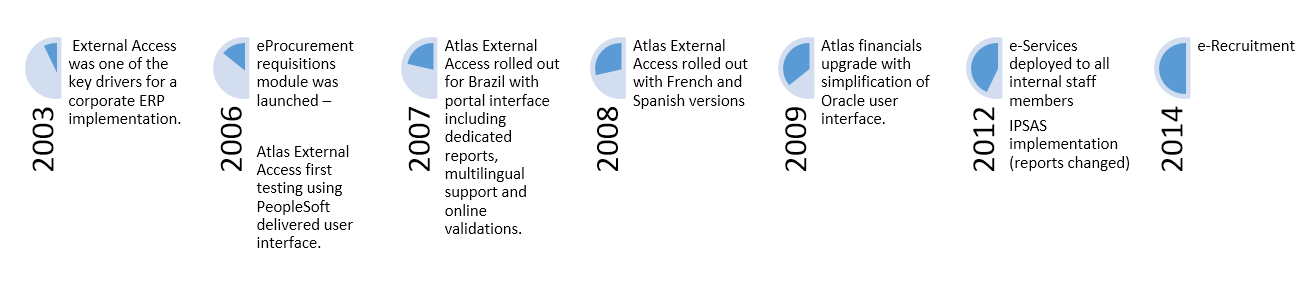 External Access
was one of the
key drivers for a
corporate ERP
implementation.
2003
eProcurement
requisitions
module was
launched –
Atlas External
Access first
testing using
PeopleSoft
delivered user
interface.
2006
Atlas External
Access rolled out
for Brazil with
portal interface
including
dedicated
reports,
multilingual
support and
online
validations.
2007
Atlas External
Access rolled out
with French and
Spanish versions
2008
Atlas financials
upgrade with
simplification of
Oracle user
interface.
2009
e-Services
deployed to all
internal staff
members
IPSAS
implementation
(reports changed)
2012
e-Recruitment
2014